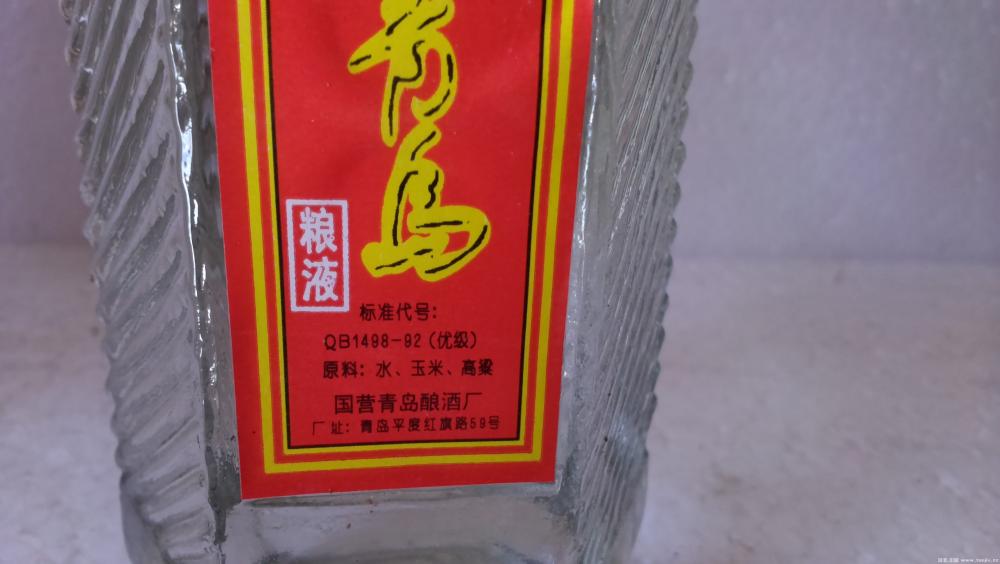 青岛
粮液
标准代号:
QB1498-92(优级)
原料:水、玉米、高粱
国营青岛酿酒厂
厂址:青岛平度红旗路59号